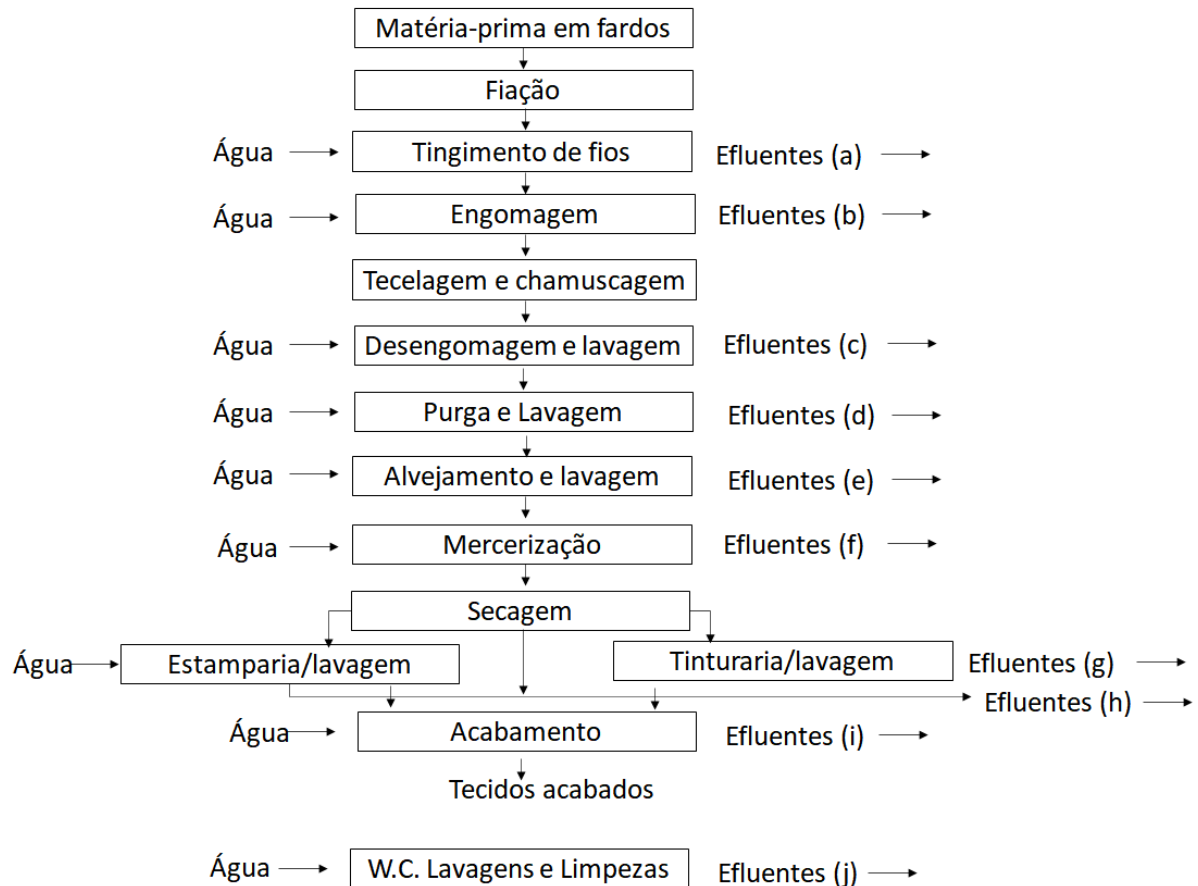 Matéria-prima em fardos
Fiação
Água Tingimento de fios Efluentes (a)
Água Engomagem Efluentes (b)
Tecelagem e chamuscagem
Água Desengomagem e lavagem Efluentes (c)
Água Purga e Lavagem Efluentes (d)
Água Alvejamento e lavagem Efluentes (e)
Água Mercerização Efluentes (f)
Secagem
Água Estamparia/lavagem Tinturaria/lavagem Efluentes (g)
Efluentes (h)
Água Acabamento Efluentes (i)
Tecidos acabados
Água W.C. Lavagens e Limpezas Efluentes (j)